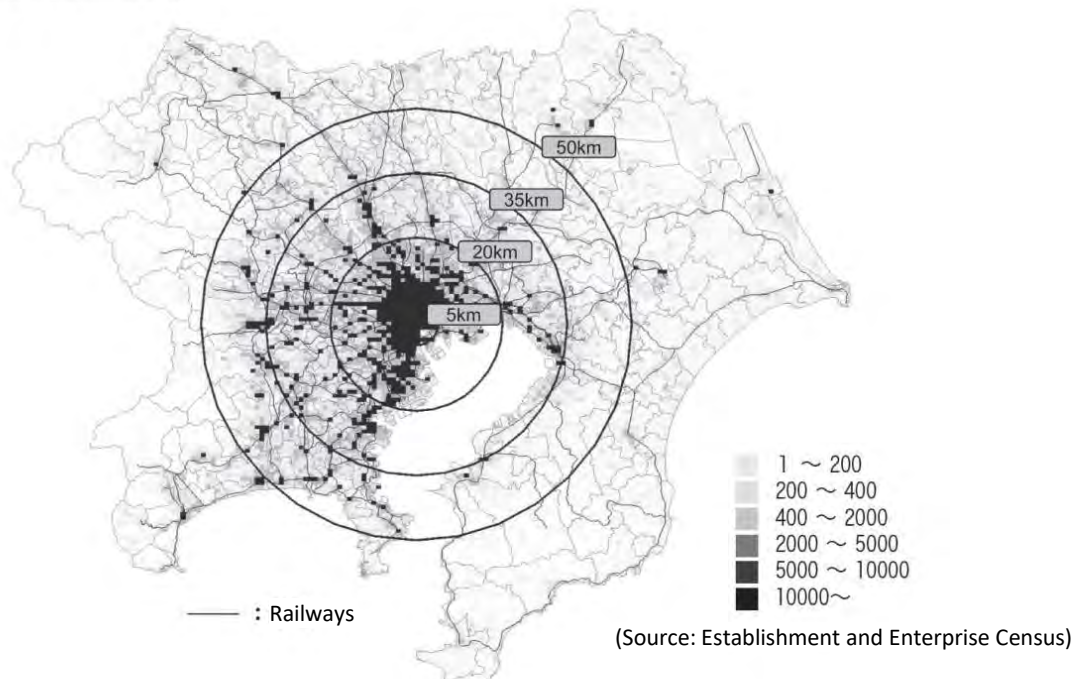 50km
35km
20km
5km
1 ～ 200
200 ～ 400
400 ～ 2000
2000 ～ 5000
5000 ～ 10000
10000～
: Railways
(Source: Establishment and Enterprise Census)